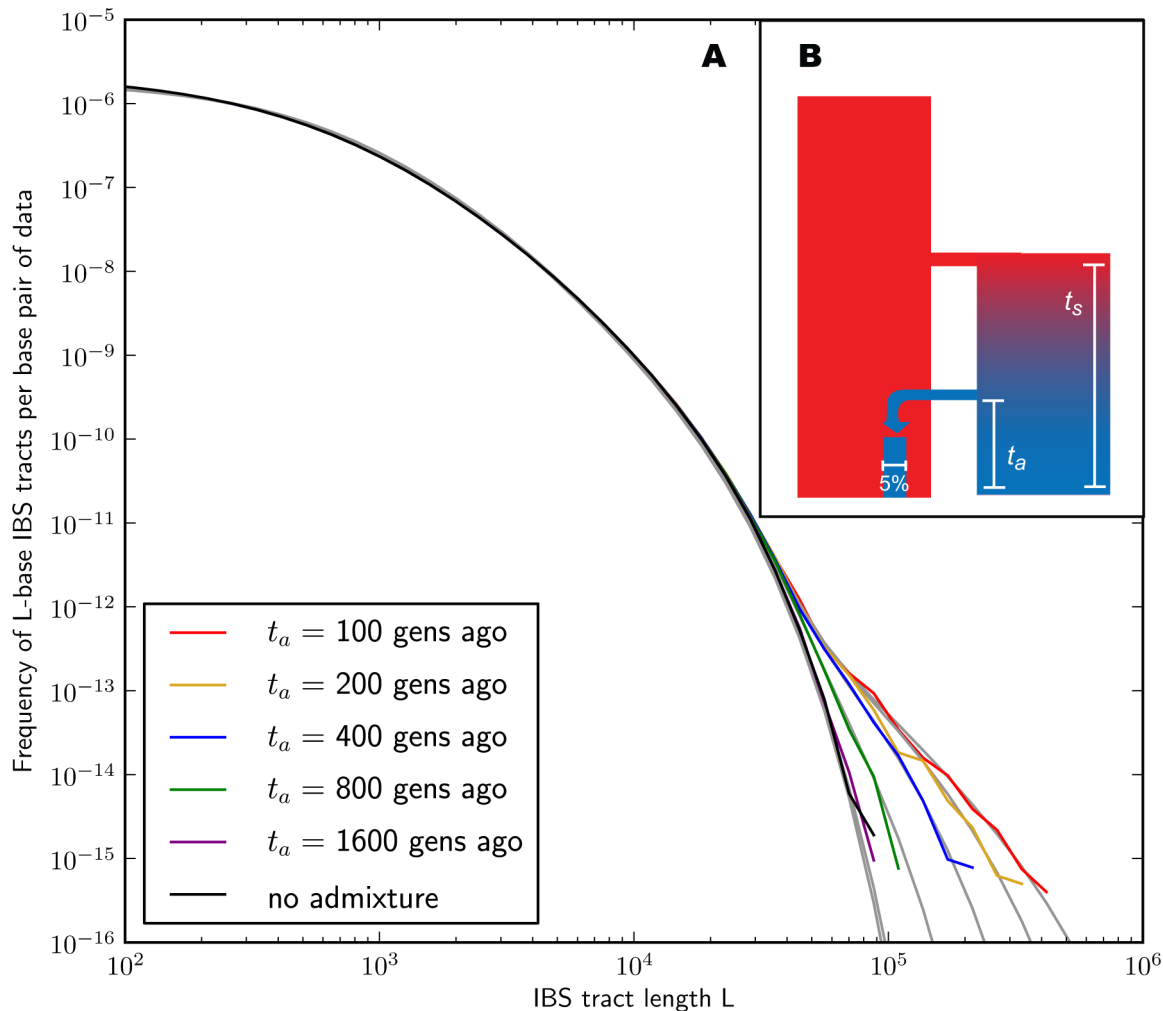 A
B
10^{-5}
10^{-6}
10^{-7}
10^{-8}
10^{-9}
10^{-10}
10^{-11}
10^{-12}
10^{-13}
10^{-14}
10^{-15}
10^{-16}
Frequency of L-base IBS tracts per base pair of data
t_s
t_a
5%
t_a = 100 gens ago
t_a = 200 gens ago
t_a = 400 gens ago
t_a = 800 gens ago
t_a = 1600 gens ago
no admixture
10^2
10^3
10^4
10^5
10^6
IBS tract length L